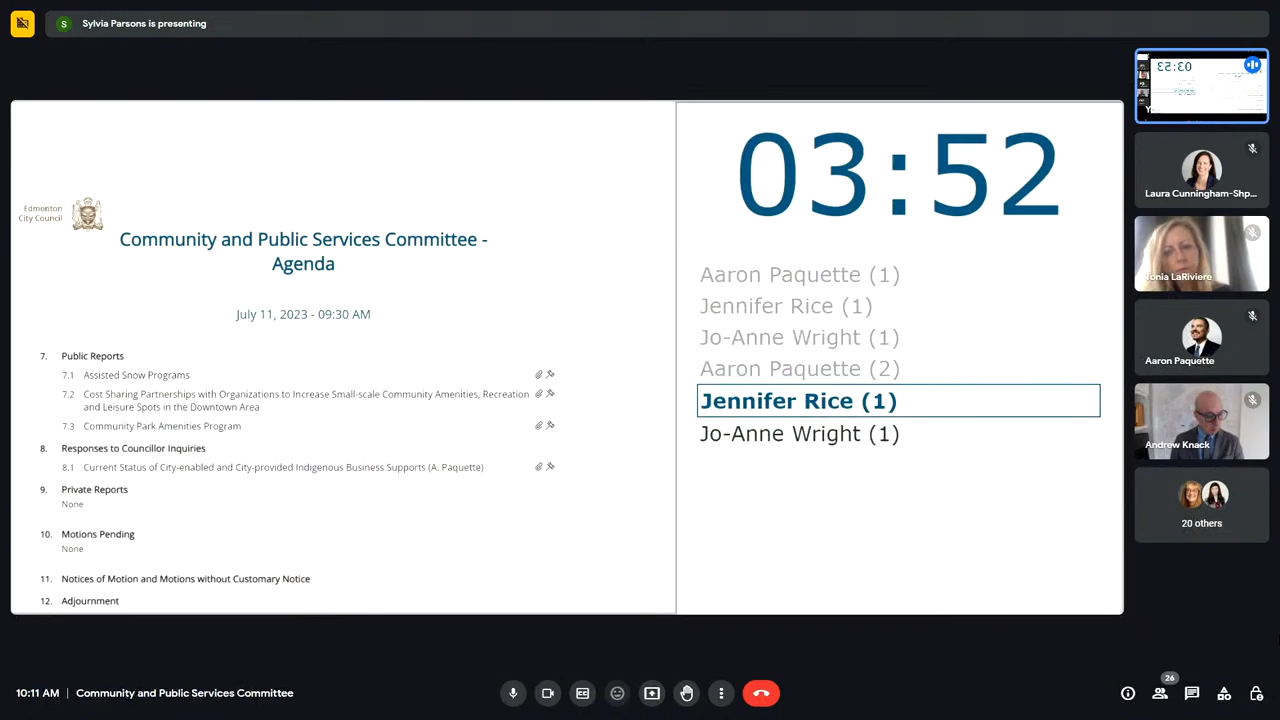 S Sylvia Parsons is presenting
Edmonton
City Council
Community and Public Services Committee -
Agenda
July 11, 2023 - 09:30 AM
7. Public Reports
7.1 Assisted Snow Programs
7.2 Cost Sharing Partnerships with Organizations to Increase Small-scale Community Amenities, Recreation
and Leisure Spots in the Downtown Area
7.3 Community Park Amenities Program
8. Responses to Councillor Inquiries
8.1 Current Status of City-enabled and City-provided Indigenous Business Supports (A. Paquette)
9. Private Reports
None
10. Motions Pending
None
11. Notices of Motion and Motions without Customary Notice
12. Adjournment
03:52
Aaron Paquette (1)
Jennifer Rice (1)
Jo-Anne Wright (1)
Aaron Paquette (2)
Jennifer Rice (1)
Jo-Anne Wright (1)
03:53
Laura Cunningham-Shp...
Tonia LaRiviere
Aaron Paquette
Andrew Knack
20 others
10:11 AM | Community and Public Services Committee
26